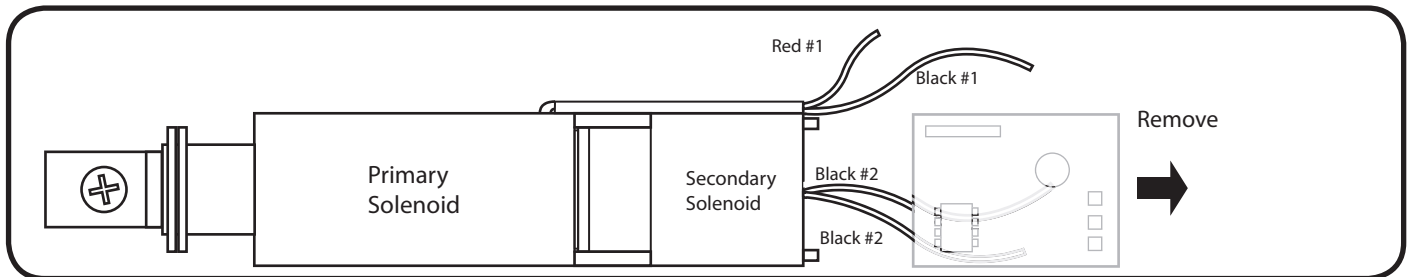 Red #1
Black #1
Remove
Primary
Solenoid
Secondary
Solenoid
Black #2
Black #2